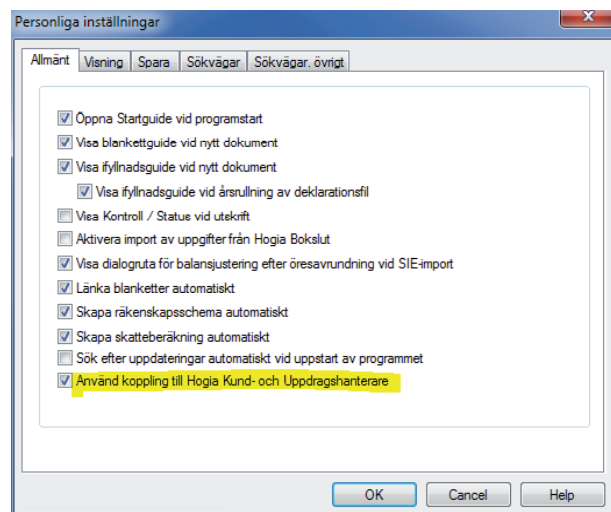 Personliga inställningar
Allmänt Visning Spara Sökvägar Sökvägar. övrigt
Öppna Startguide vid programstart
Visa blankettguide vid nytt dokument
Visa ifyllnadsguide vid nytt dokument
Visa ifyllnadsguide vid årsrullning av deklarationsfil
Visa Kontroll / Status vid utskrift
Aktivera import av uppgifter från Hogia Bokslut
Visa dialogruta för balansjustering efter öresavrundning vid SIE-import
Länka blanketter automatiskt
Skapa räkenskapsschema automatiskt
Skapa skatteberäkning automatiskt
Sök efter uppdateringar automatiskt vid uppstart av programmet
Använd koppling till Hogia Kund- och Uppdragshanterare
OK Cancel Help